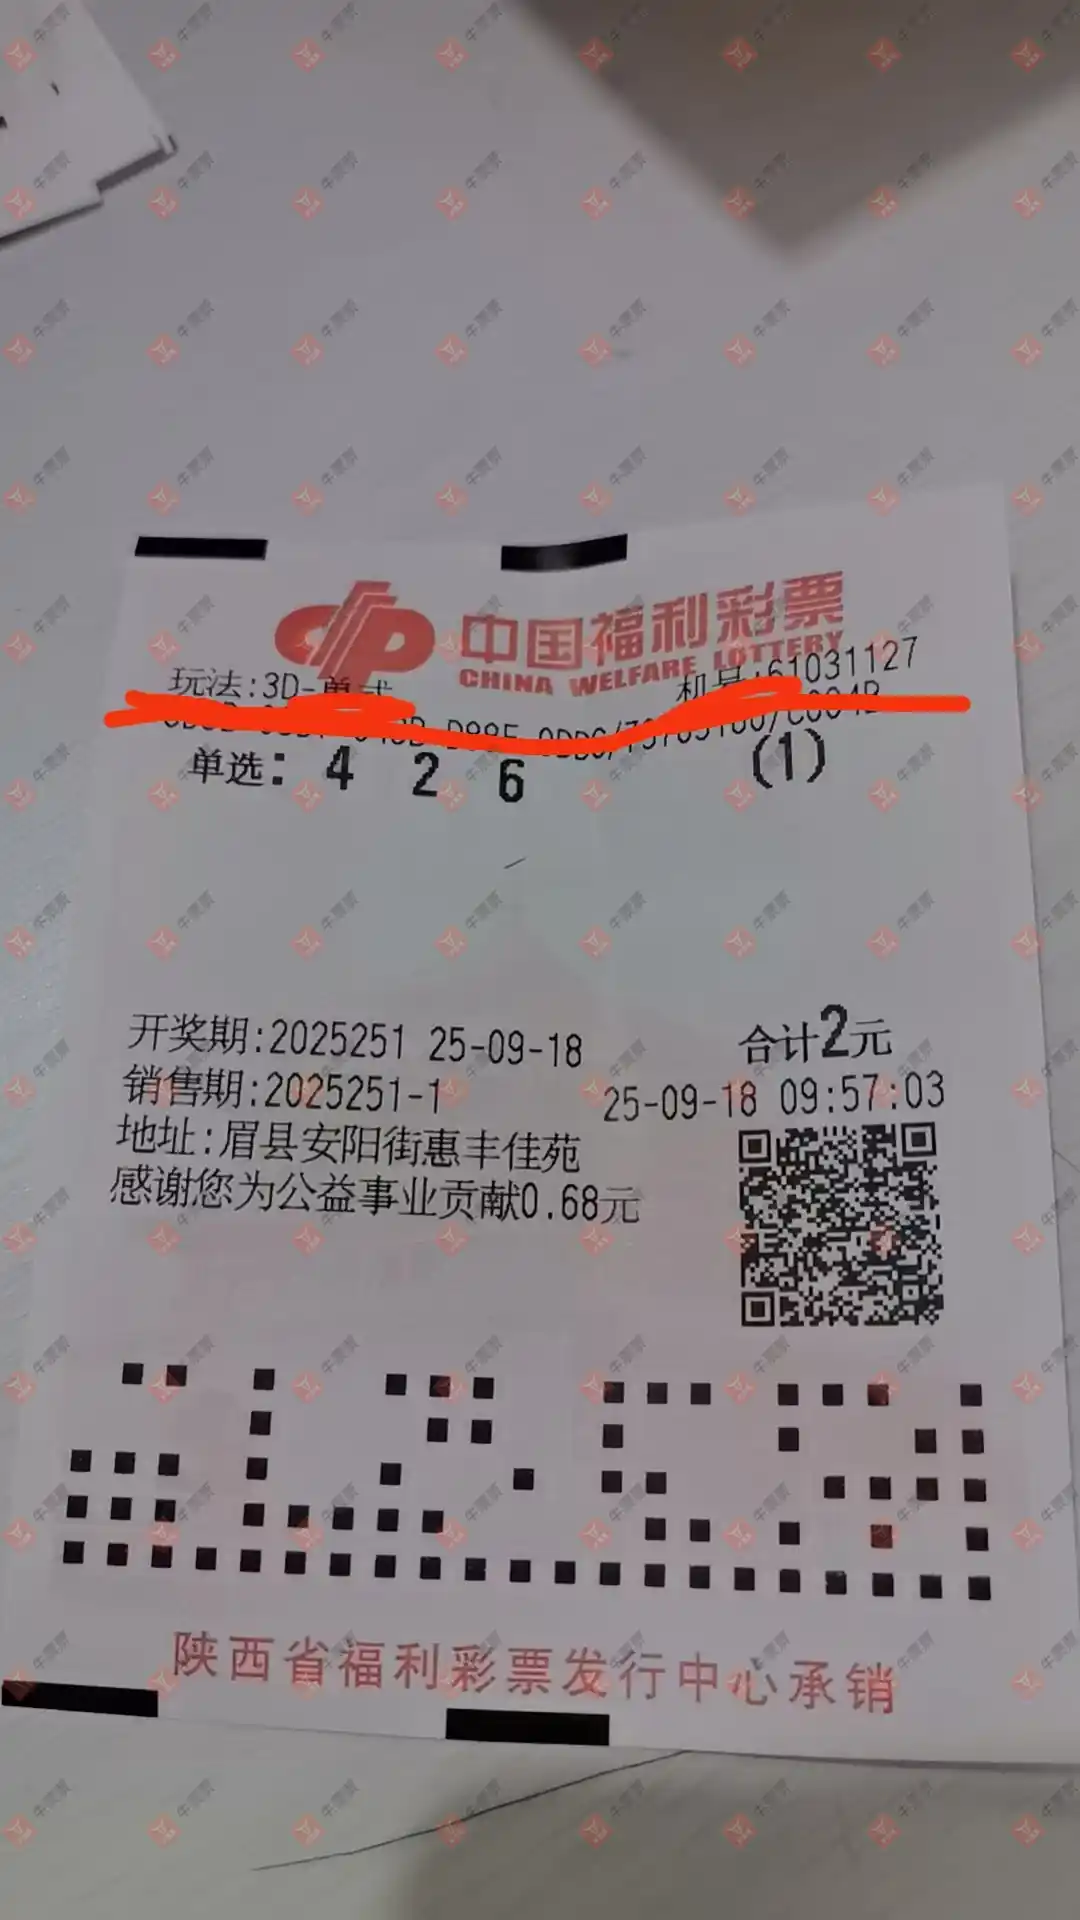 中国福利彩票
CHINA WELFARE LOTTERY
玩法:3D-单式 机号:61031127
单选: 4 2 6 (1)
开奖期:2025251 25-09-18 合计2元
销售期:2025251-1 25-09-18 09:57:03
地址:眉县安阳街惠丰佳苑
感谢您为公益事业贡献0.68元
陕西省福利彩票发行中心承销